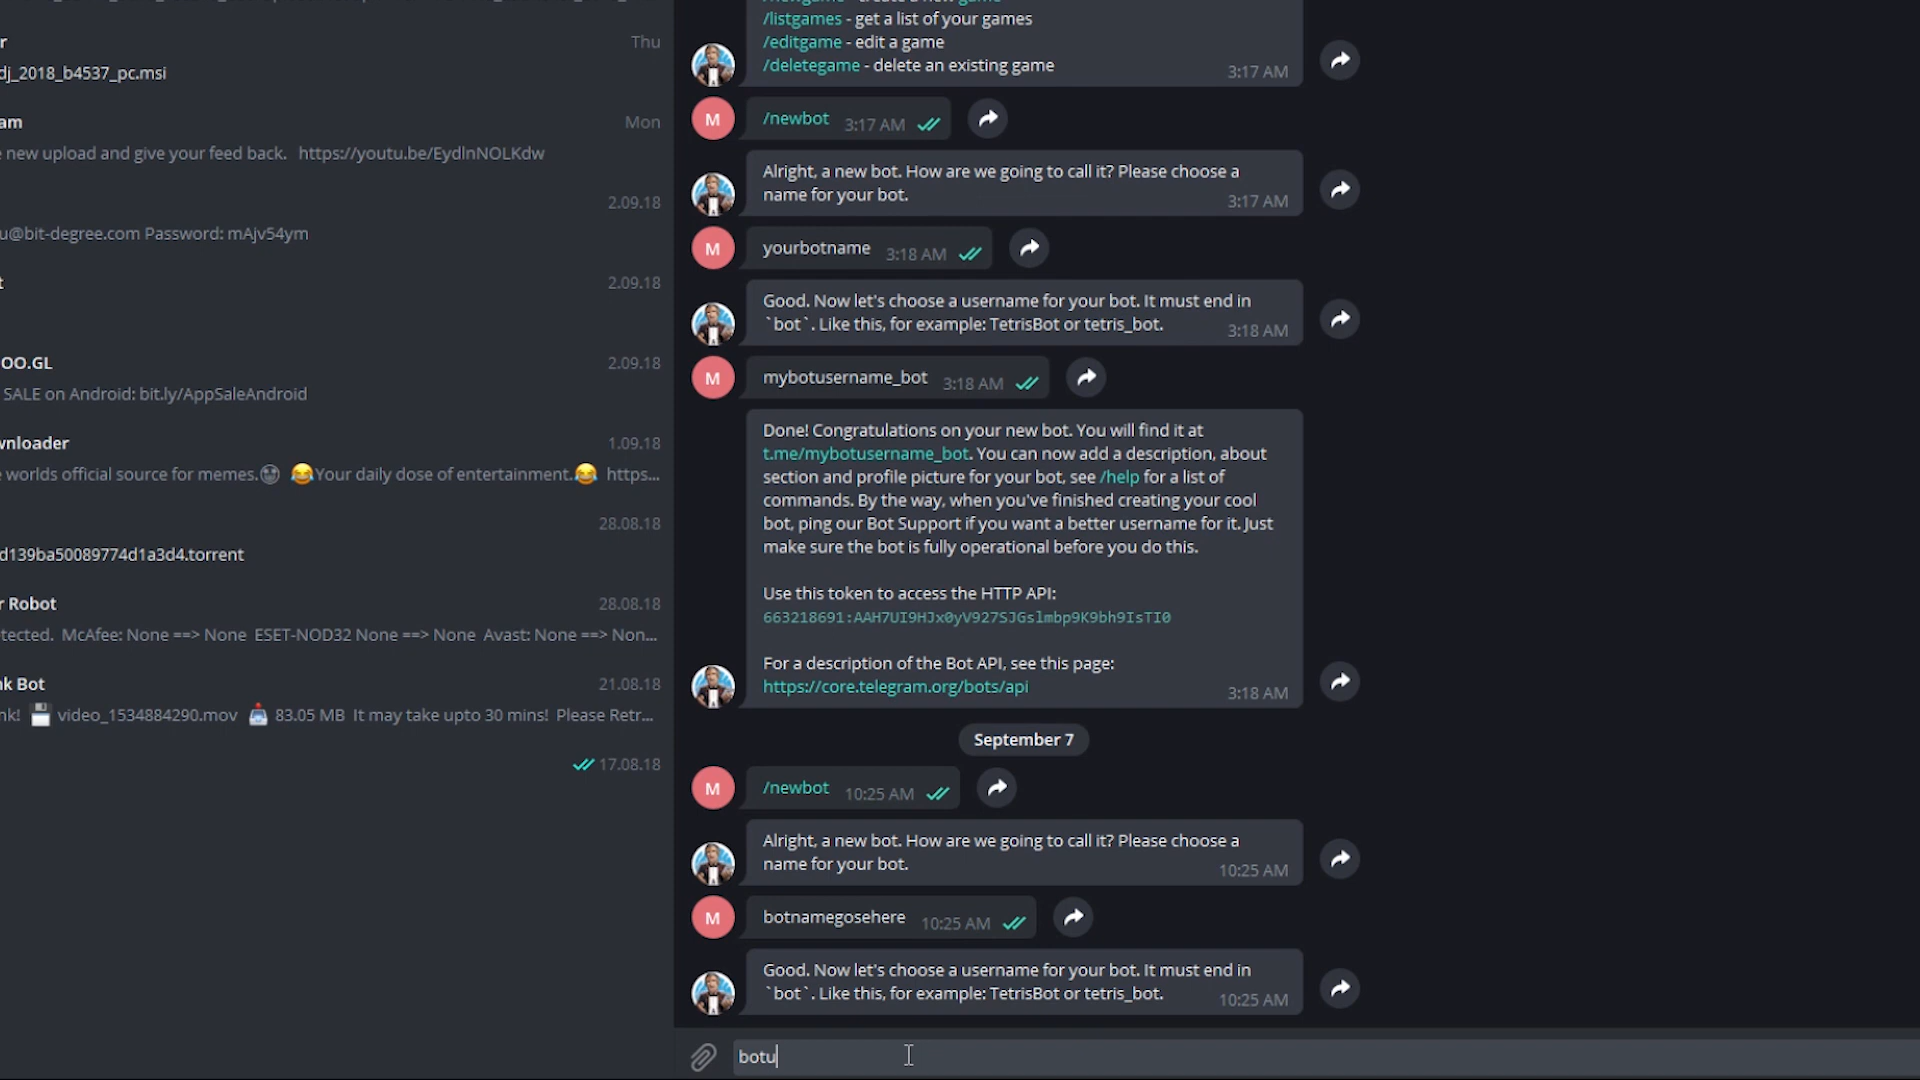 r
Thu
dj_2018_b4537_pc.msi
am
Mon
e new upload and give your feed back. https://youtu.be/EydlnNOLKdw
2.09.18
u@bit-degree.com Password: mAjv54ym
t
2.09.18
OO.GL
2.09.18
SALE on Android: bit.ly/AppSaleAndroid
wnloader
1.09.18
e worlds official source for memes.😍 😂Your daily dose of entertainment.😂 https...
28.08.18
d139ba50089774d1a3d4.torrent
r Robot
28.08.18
tected. McAfee: None ==> None ESET-NOD32 None ==> None Avast: None ==> Non...
nk Bot
21.08.18
nk! 💾 video_1534884290.mov 📤 83.05 MB It may take upto 30 mins! Please Retr...
17.08.18
/listgames - get a list of your games
/editgame - edit a game
/deletegame - delete an existing game
3:17 AM
M
/newbot
3:17 AM
Alright, a new bot. How are we going to call it? Please choose a
name for your bot.
3:17 AM
M
yourbotname
3:18 AM
Good. Now let's choose a username for your bot. It must end in
`bot`. Like this, for example: TetrisBot or tetris_bot.
3:18 AM
M
mybotusername_bot
3:18 AM
Done! Congratulations on your new bot. You will find it at
t.me/mybotusername_bot. You can now add a description, about
section and profile picture for your bot, see /help for a list of
commands. By the way, when you've finished creating your cool
bot, ping our Bot Support if you want a better username for it. Just
make sure the bot is fully operational before you do this.
Use this token to access the HTTP API:
663218691:AAH7UI9HJx0yV927SJGslmbp9K9bh9IsTI0
For a description of the Bot API, see this page:
https://core.telegram.org/bots/api
3:18 AM
September 7
M
/newbot
10:25 AM
Alright, a new bot. How are we going to call it? Please choose a
name for your bot.
10:25 AM
M
botnamegosehere
10:25 AM
Good. Now let's choose a username for your bot. It must end in
`bot`. Like this, for example: TetrisBot or tetris_bot.
10:25 AM
botu